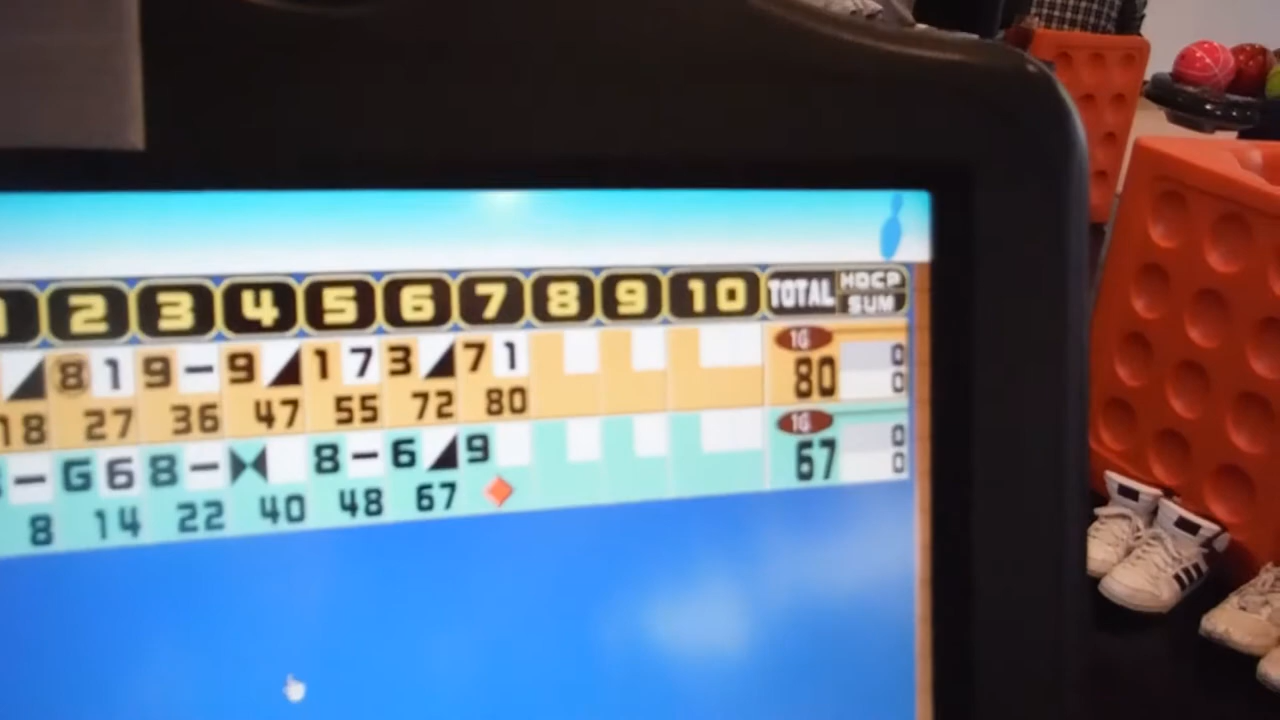 1 2 3 4 5 6 7 8 9 10 TOTAL HDCP
SUM
8 1 9 – 9 1 7 3 7 1 1G 0
18 27 36 47 55 72 80 80 0
– G 6 8 – 8 – 6 9 1G 0
8 14 22 40 48 67 67 0